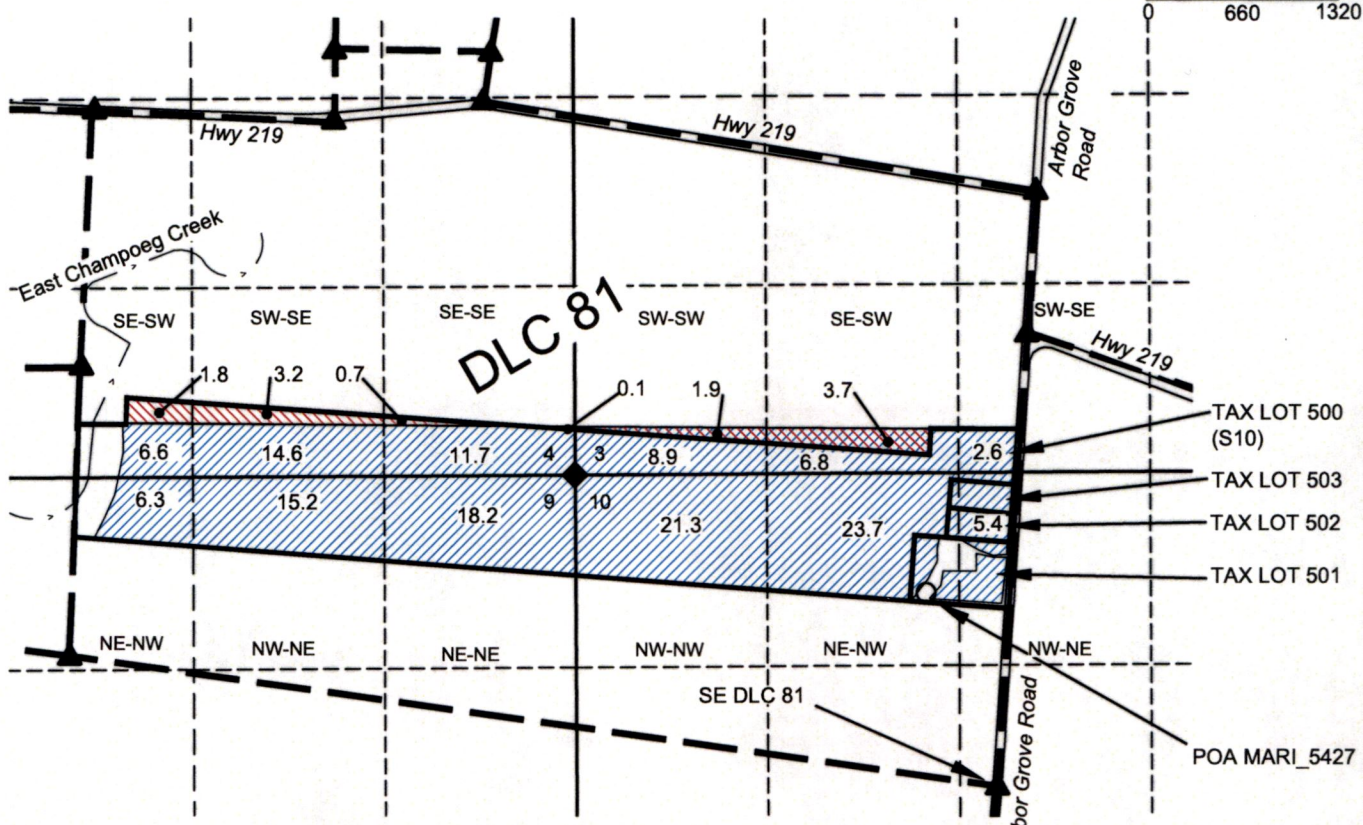 0 660 1320
Arbor Grove
Road
Hwy 219
Hwy 219
East Champoeg Creek
DLC 81
SE-SW SW-SE SE-SE SW-SW SE-SW SW-SE
Hwy 219
1.8 3.2 0.7 0.1 1.9 3.7
TAX LOT 500
(S10)
6.6 14.6 11.7 4 3 8.9 6.8 2.6
TAX LOT 503
6.3 15.2 18.2 9 10 21.3 23.7 5.4
TAX LOT 502
TAX LOT 501
NE-NW NW-NE NE-NE NW-NW NE-NW NW-NE
SE DLC 81
POA MARI_5427
bor Grove Road